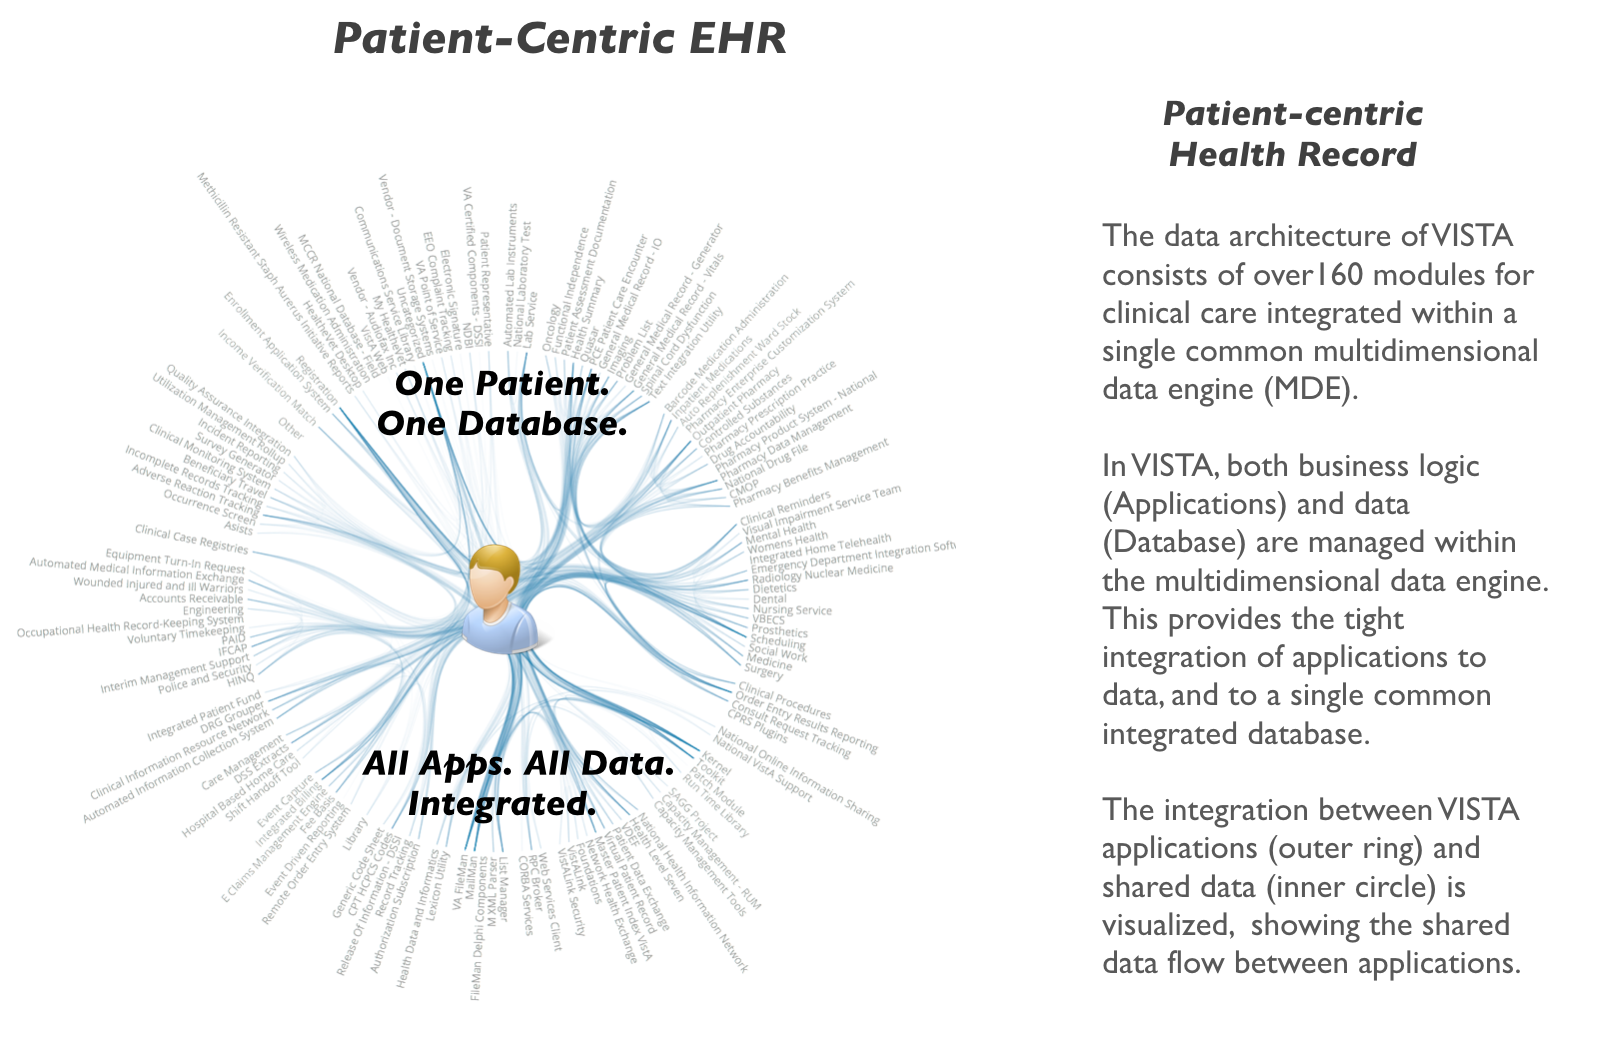 Patient-Centric EHR
Patient-centric
Health Record
The data architecture of VISTA
consists of over160 modules for
clinical care integrated within a
single common multidimensional
data engine (MDE).
In VISTA, both business logic
(Applications) and data
(Database) are managed within
the multidimensional data engine.
This provides the tight
integration of applications to
data, and to a single common
integrated database.
The integration between VISTA
applications (outer ring) and
shared data (inner circle) is
visualized, showing the shared
data flow between applications.
One Patient.
One Database.
All Apps. All Data.
Integrated.
Automated Lab Instruments
National Laboratory Test
Lab Service
Oncology
Functional Independence
Patient Assessment Documentation
Health Summary
Quasar
PCE Patient Care Encounter
General Medical Record - IO
Imaging
Problem List
General Medical Record - Generator
General Medical Record - Vitals
Spinal Cord Dysfunction
Text Integration Utility
Barcode Medication Administration
Inpatient Medications
Auto Replenishment Ward Stock
Pharmacy Enterprise Customization System
Outpatient Pharmacy
Controlled Substances
Pharmacy Prescription Practice
Drug Accountability
Pharmacy Product System - National
Pharmacy Data Management
National Drug File
CMOP
Pharmacy Benefits Management
Clinical Reminders
Visual Impairment Service Team
Mental Health
Womens Health
Integrated Home Telehealth
Emergency Department Integration Soft
Radiology Nuclear Medicine
Dietetics
Dental
Nursing Service
VBECS
Prosthetics
Scheduling
Social Work
Medicine
Surgery
Clinical Procedures
Order Entry Results Reporting
Consult Request Tracking
CPRS Plugins
National Online Information Sharing
National VistA Support
Kernel
Toolkit
Patch Module
Run Time Library
SAGG Project
Capacity Management - RUM
Capacity Management Tools
National Health Information Network
Health Level Seven
VDEF
Patient Data Exchange
Virtual Patient Record
Master Patient Index VistA
Network Health Exchange
Foundations
VistALink
VistALink Security
Web Services Client
RPC Broker
CORBA Services
List Manager
M XML Parser
FileMan Delphi Components
MailMan
VA FileMan
Lexicon Utility
Health Data and Informatics
Authorization Subscription
Record Tracking
Release Of Information - DSSI
CPT HCPCS Codes
Generic Code Sheet
Library
Remote Order Entry System
Event Driven Reporting
Fee Basis
E Claims Management Engine
Integrated Billing
Event Capture
Shift Handoff Tool
Hospital Based Home Care
DSS Extracts
Care Management
Automated Information Collection System
Clinical Information Resource Network
DRG Grouper
Integrated Patient Fund
HINQ
Police and Security
Interim Management Support
IFCAP
PAID
Voluntary Timekeeping
Occupational Health Record-Keeping System
Engineering
Accounts Receivable
Wounded Injured and Ill Warriors
Automated Medical Information Exchange
Equipment Turn-In Request
Clinical Case Registries
Asists
Occurrence Screen
Adverse Reaction Tracking
Incomplete Records Tracking
Beneficiary Travel
Clinical Monitoring System
Survey Generator
Incident Reporting
Utilization Management Rollup
Quality Assurance Integration
Other
Income Verification Match
Enrollment Application System
Registration
Methicillin Resistant Staph Aurerus Initiative Reports
HealtheVet Desktop
Wireless Medication Administration
MCCR National Database - Field
VistA Web
Vendor - Audiofax Inc
My HealtheVet
Communications Service Library
Uncategorized
Vendor - Document Storage Systems
VA Point of Service
EEO Complaint Tracking
Electronic Signature
NDBI
VA Certified Components - DSSI
Patient Representative